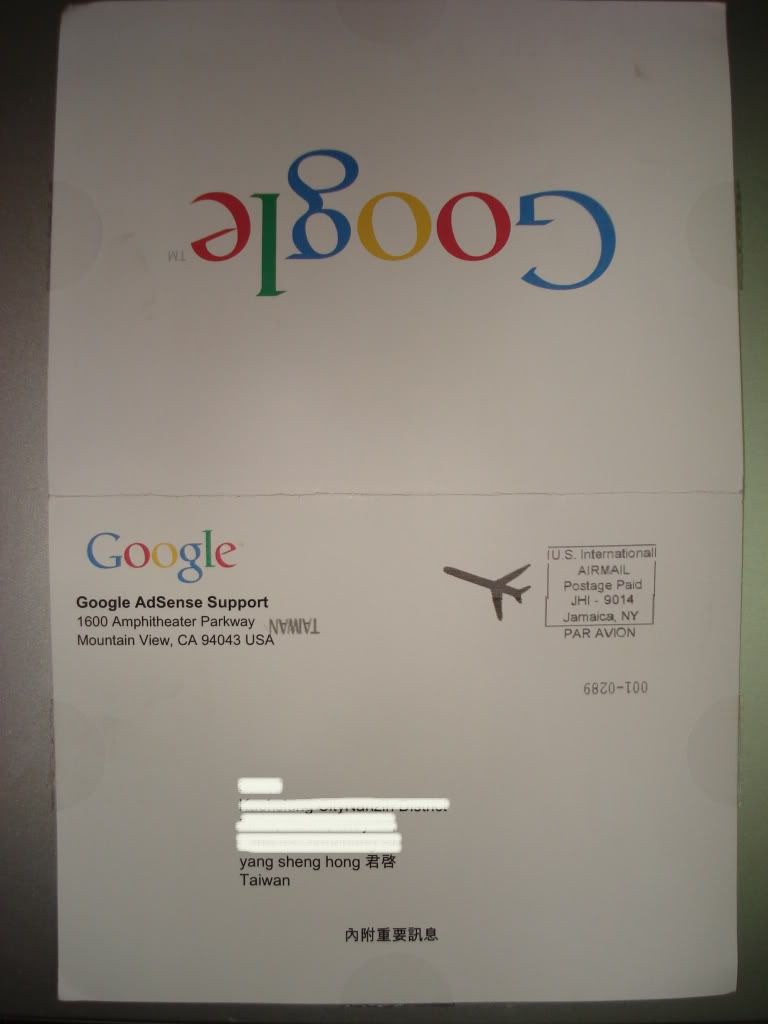 Google
TM
Google
Google AdSense Support
1600 Amphitheater Parkway
Mountain View, CA 94043 USA
TAIWAN
U.S. International
AIRMAIL
Postage Paid
JHI - 9014
Jamaica, NY
PAR AVION
001-0289
District
yang sheng hong 君啓
Taiwan
內附重要訊息